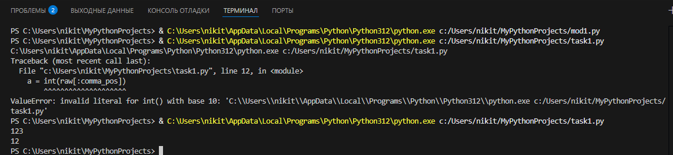 ПРОБЛЕМЫ 2 ВЫХОДНЫЕ ДАННЫЕ КОНСОЛЬ ОТЛАДКИ ТЕРМИНАЛ ПОРТЫ
PS C:\Users\nikit\MyPythonProjects> & C:\Users\nikit\AppData\Local\Programs\Python\Python312\python.exe c:/Users/nikit/MyPythonProjects/mod1.py
PS C:\Users\nikit\MyPythonProjects> & C:\Users\nikit\AppData\Local\Programs\Python\Python312\python.exe c:/Users/nikit/MyPythonProjects/task1.py
C:\Users\nikit\AppData\Local\Programs\Python\Python312\python.exe c:/Users/nikit/MyPythonProjects/task1.py
Traceback (most recent call last):
  File "c:\Users\nikit\MyPythonProjects\task1.py", line 12, in <module>
    a = int(raw[:comma_pos])
        ^^^^^^^^^^^^^^^^^^^^
ValueError: invalid literal for int() with base 10: 'C:\\Users\\nikit\\AppData\\Local\\Programs\\Python\\Python312\\python.exe c:/Users/nikit/MyPythonProjects/
task1.py'
PS C:\Users\nikit\MyPythonProjects> & C:\Users\nikit\AppData\Local\Programs\Python\Python312\python.exe c:/Users/nikit/MyPythonProjects/task1.py
123
12
PS C:\Users\nikit\MyPythonProjects>